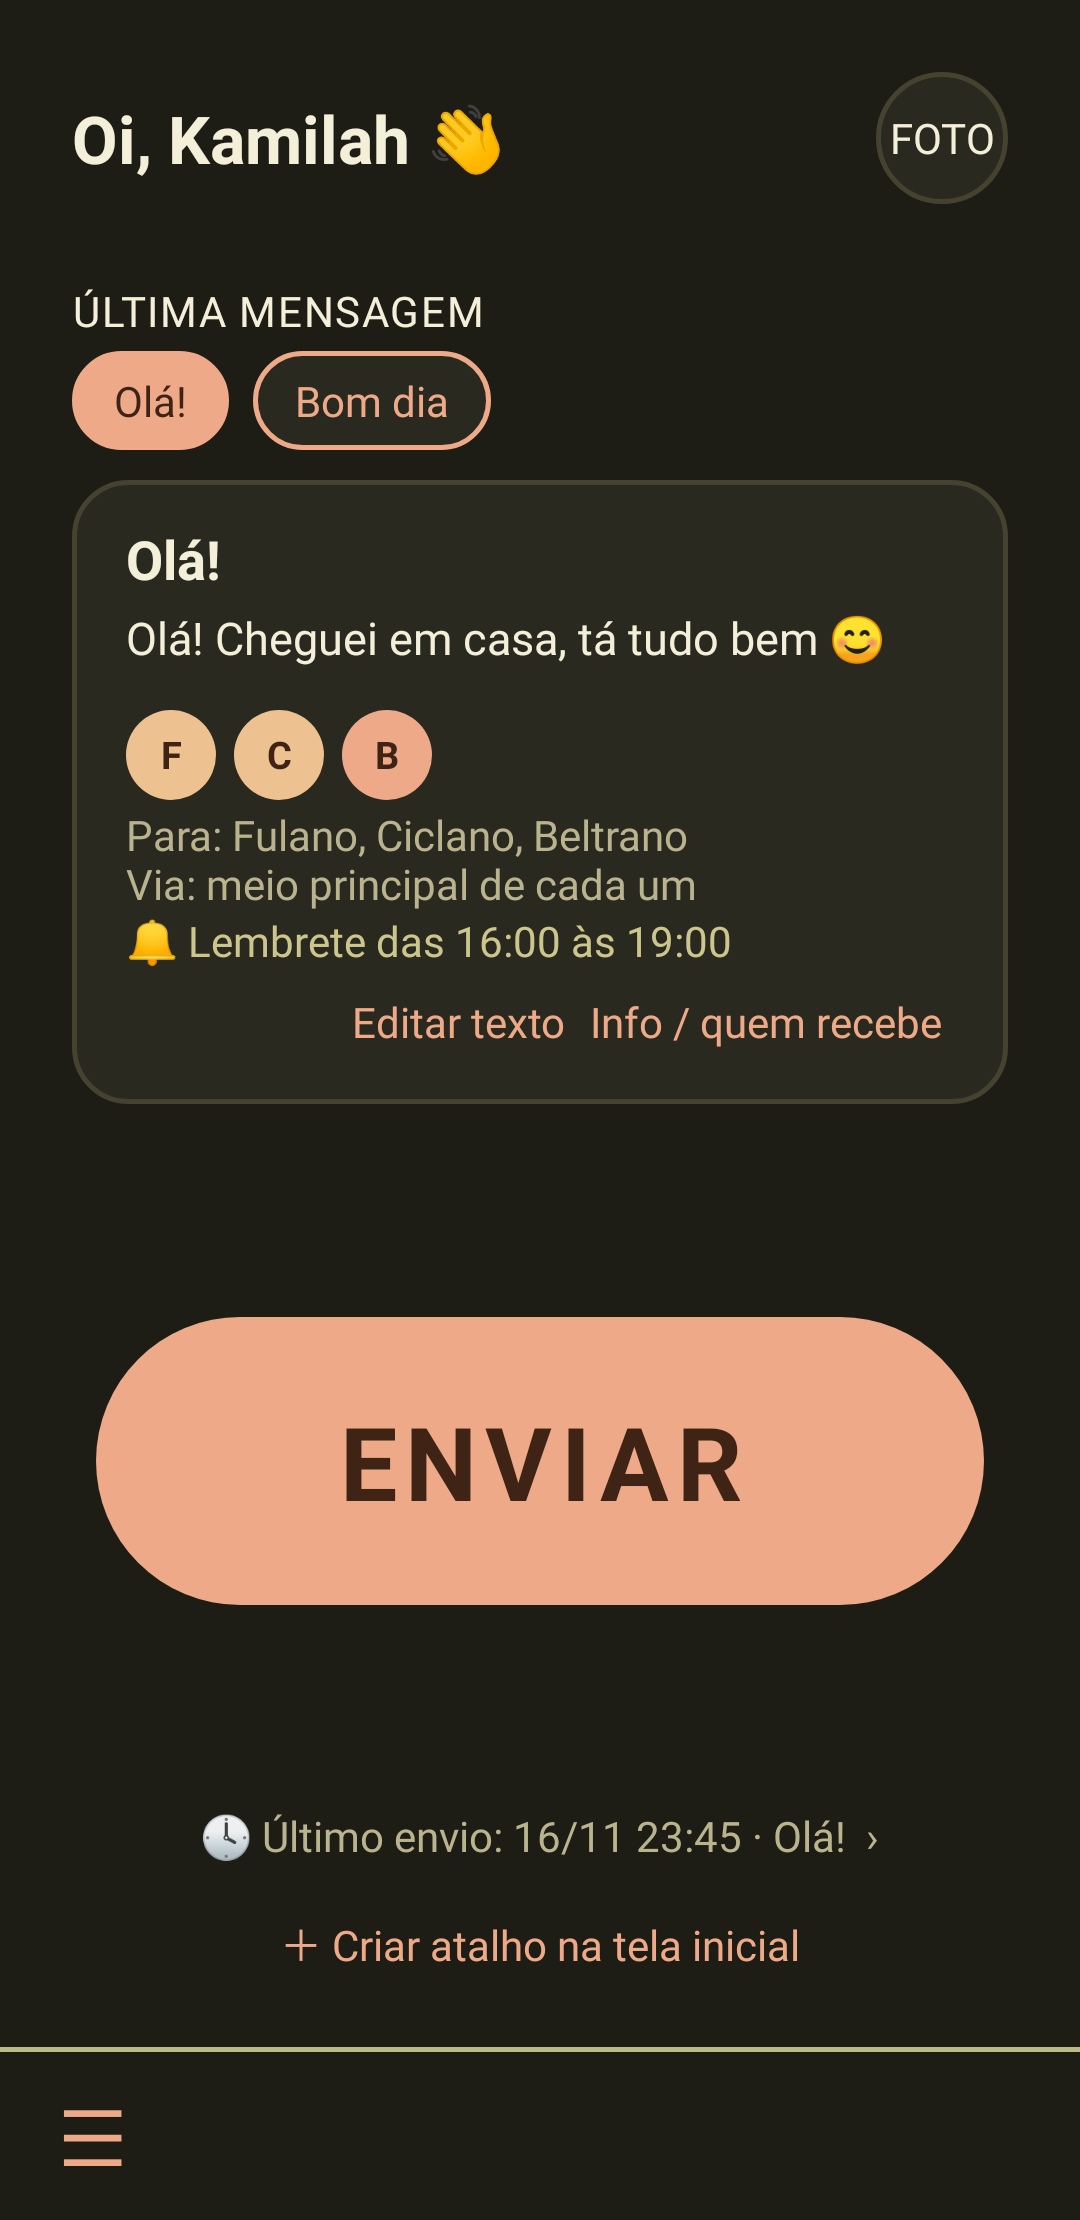 Oi, Kamilah 👋
FOTO
ÚLTIMA MENSAGEM
Olá!
Bom dia
Olá!
Olá! Cheguei em casa, tá tudo bem 😊
F C B
Para: Fulano, Ciclano, Beltrano
Via: meio principal de cada um
🔔 Lembrete das 16:00 às 19:00
Editar texto Info / quem recebe
ENVIAR
🕓 Último envio: 16/11 23:45 · Olá! ›
+ Criar atalho na tela inicial